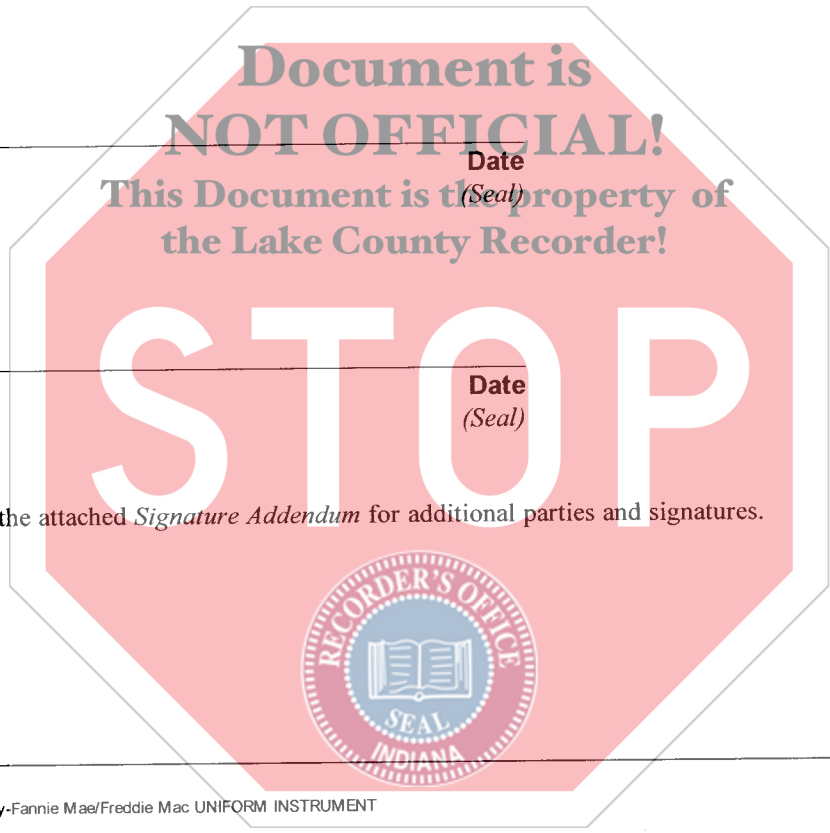 Document is
NOT OFFICIAL!
Date
This Document is the property of
(Seal)
the Lake County Recorder!
STOP
Date
(Seal)
the attached Signature Addendum for additional parties and signatures.
RECORDER'S OFFICE
SEAL
INDIANA
y-Fannie Mae/Freddie Mac UNIFORM INSTRUMENT